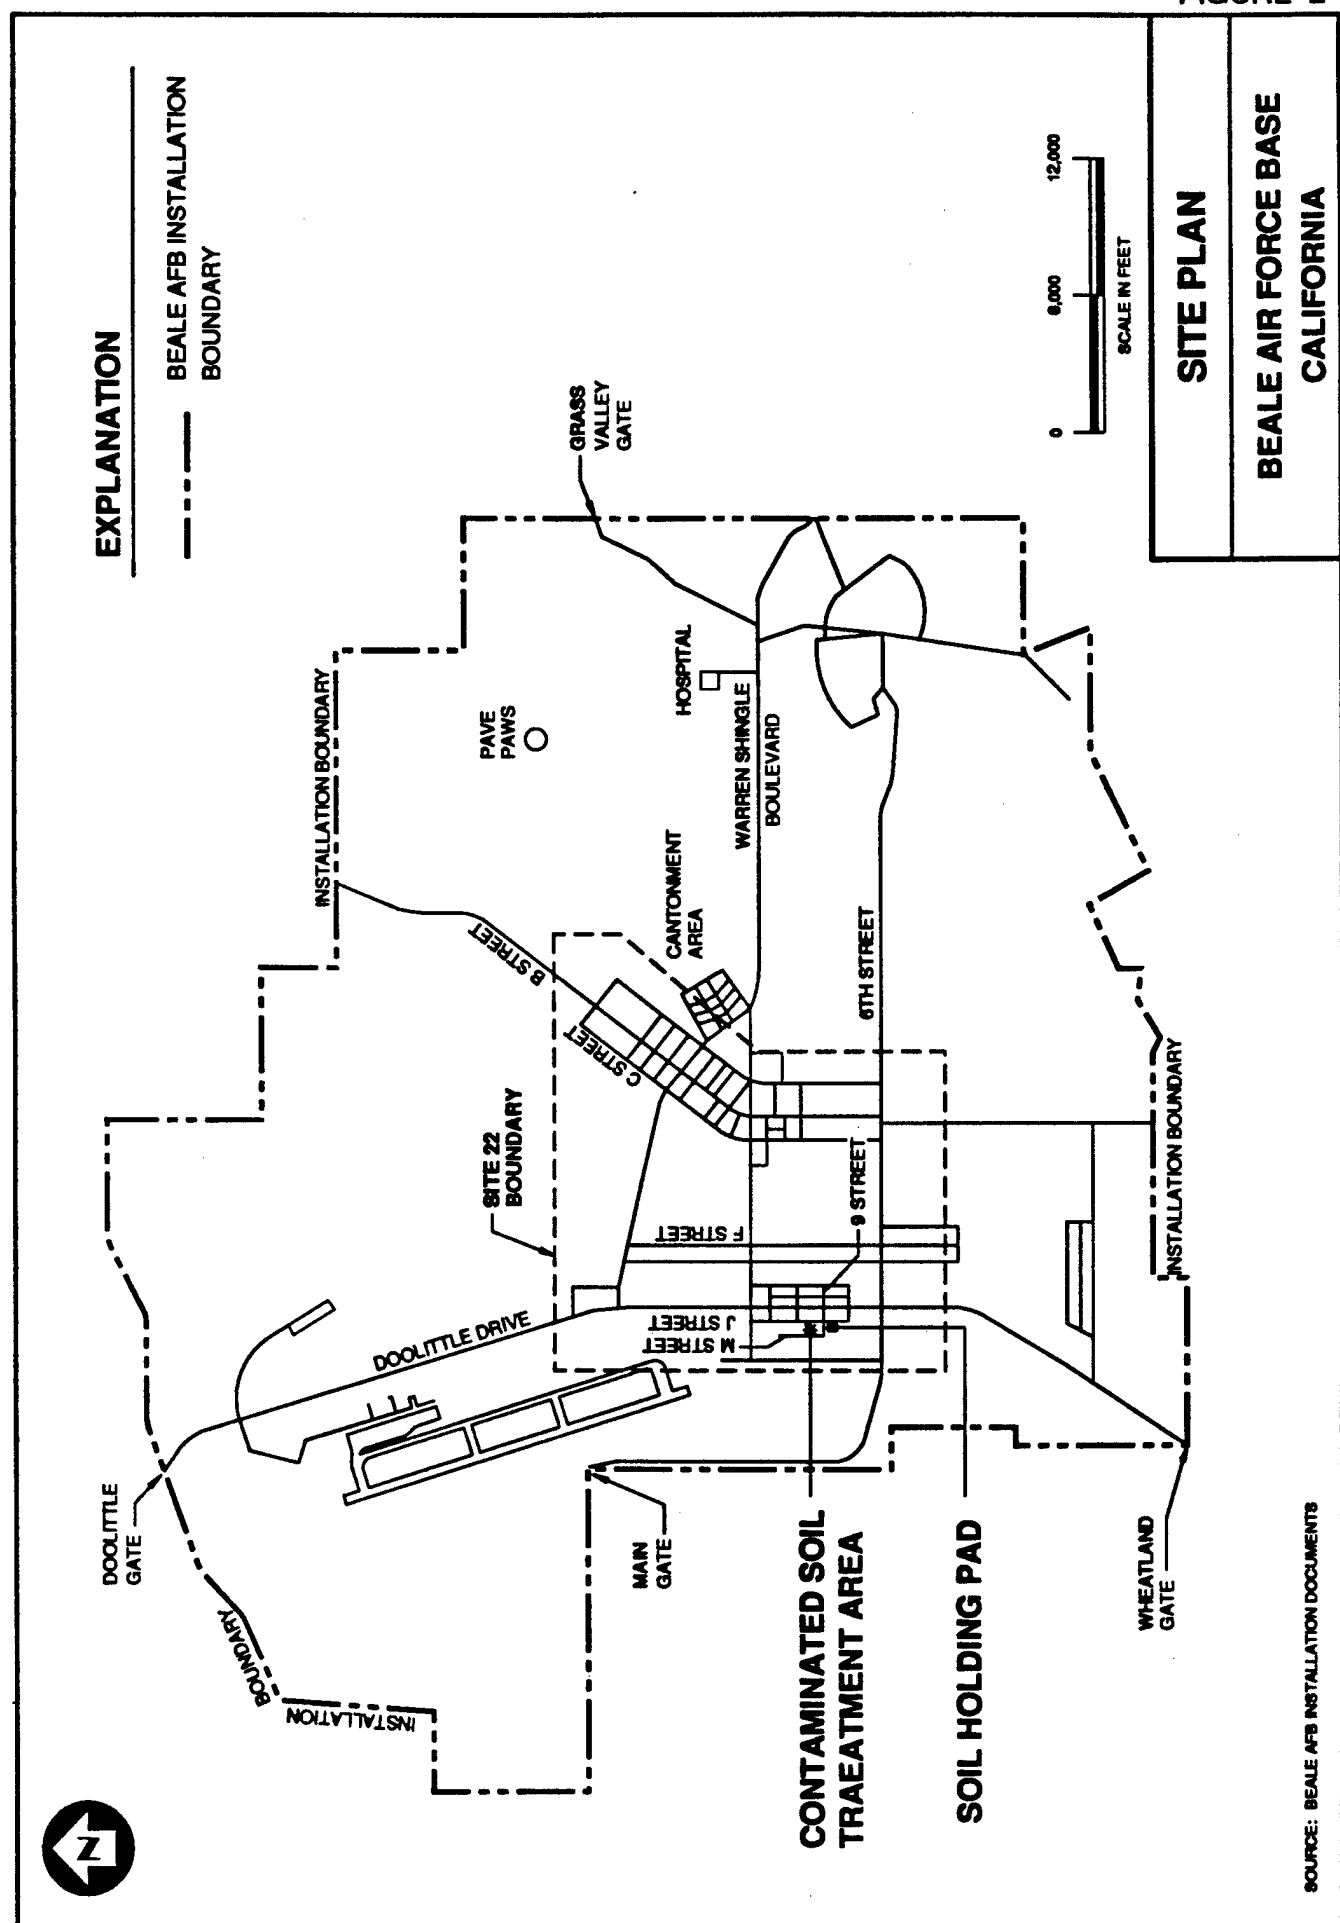 EXPLANATION
BEALE AFB INSTALLATION
BOUNDARY
N
DOOLITTLE
GATE
INSTALLATION
BOUNDARY
INSTALLATION BOUNDARY
DOOLITTLE DRIVE
SITE 22
BOUNDARY
B STREET
C STREET
PAVE
PAWS
GRASS
VALLEY
GATE
CANTONMENT
AREA
HOSPITAL
WARREN SHINGLE
BOULEVARD
MAIN
GATE
M STREET
J STREET
F STREET
9 STREET
6TH STREET
CONTAMINATED SOIL
TRAEATMENT AREA
SOIL HOLDING PAD
WHEATLAND
GATE
INSTALLATION BOUNDARY
0
6,000
12,000
SCALE IN FEET
SITE PLAN
BEALE AIR FORCE BASE
CALIFORNIA
SOURCE: BEALE AFB INSTALLATION DOCUMENTS